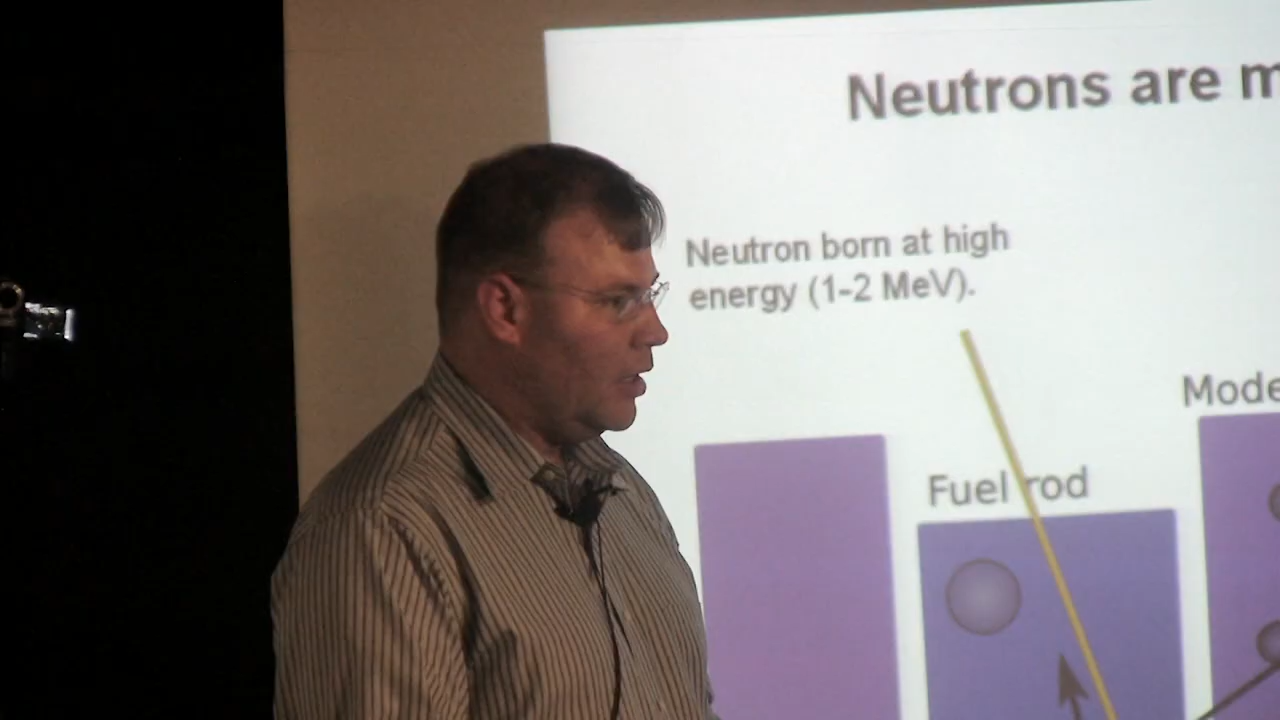 Neutrons are m
Neutron born at high
energy (1-2 MeV).
Mode
Fuel rod